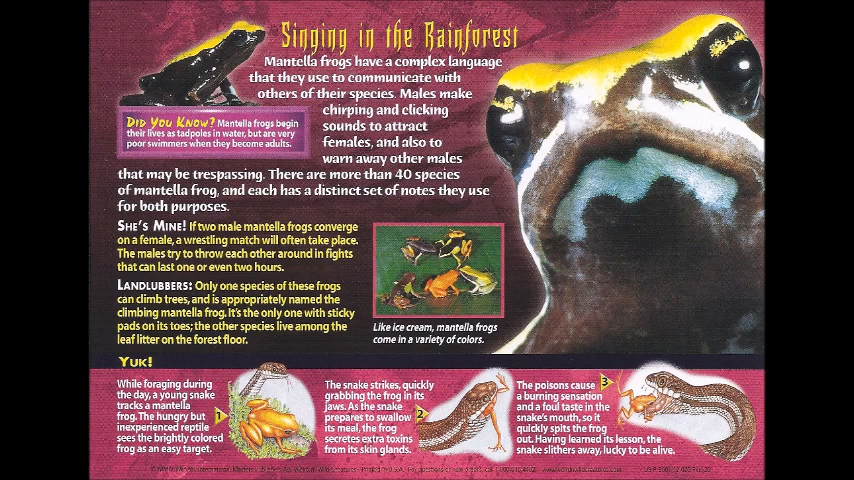 Singing in the Rainforest
Mantella frogs have a complex language
that they use to communicate with
others of their species. Males make
chirping and clicking
sounds to attract
females, and also to
warn away other males
that may be trespassing. There are more than 40 species
of mantella frog, and each has a distinct set of notes they use
for both purposes.
DID YOU KNOW? Mantella frogs begin
their lives as tadpoles in water, but are very
poor swimmers when they become adults.
SHE'S MINE! If two male mantella frogs converge
on a female, a wrestling match will often take place.
The males try to throw each other around in fights
that can last one or even two hours.
LANDLUBBERS: Only one species of these frogs
can climb trees, and is appropriately named the
climbing mantella frog. It's the only one with sticky
pads on its toes; the other species live among the
leaf litter on the forest floor.
Like ice cream, mantella frogs
come in a variety of colors.
YUK!
While foraging during
the day, a young snake
tracks a mantella
frog. The hungry but
inexperienced reptile
sees the brightly colored
frog as an easy target.
1
The snake strikes, quickly
grabbing the frog in its
jaws. As the snake
prepares to swallow
its meal, the frog
secretes extra toxins
from its skin glands.
2
The poisons cause
a burning sensation
and a foul taste in the
snake's mouth, so it
quickly spits the frog
out. Having learned its lesson, the
snake slithers away, lucky to be alive.
3